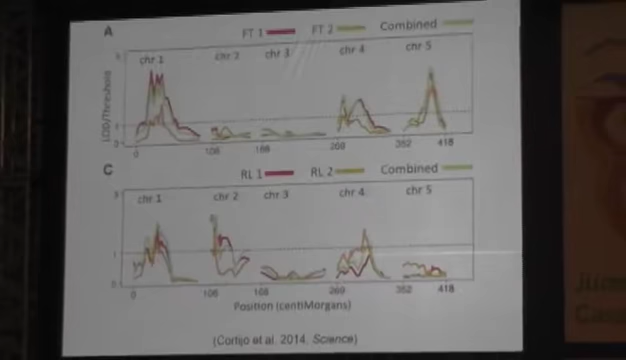 A
FT 1 FT 2 Combined
chr 1 chr 2 chr 3 chr 4 chr 5
LOD/Threshold
0 106 168 269 352 418
C
RL 1 RL 2 Combined
chr 1 chr 2 chr 3 chr 4 chr 5
1
0
0 106 168 269 352 418
Position (centiMorgans)
(Cortijo et al. 2014. Science)